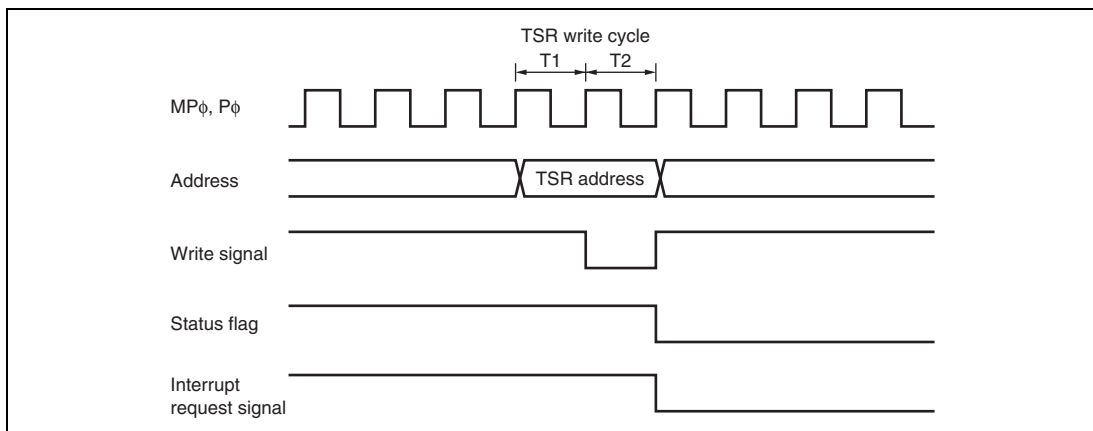 TSR write cycle
T1 T2
MPϕ, Pϕ
Address
TSR address
Write signal
Status flag
Interrupt
request signal